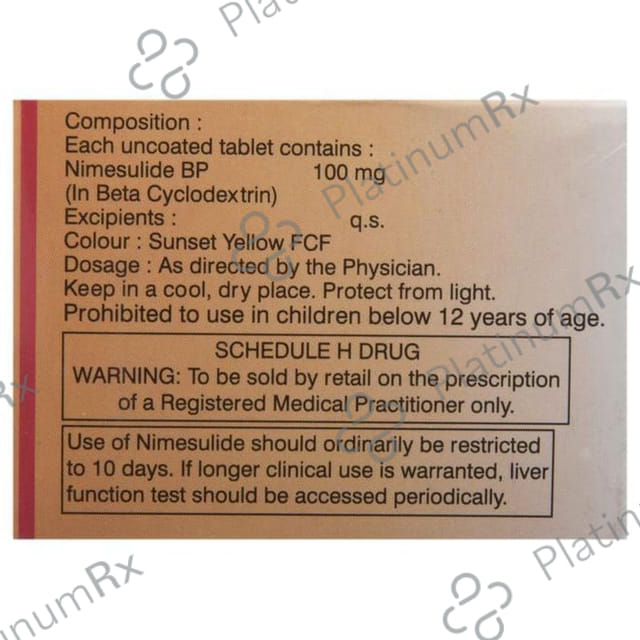 PlatinumRx
Composition :
Each uncoated tablet contains :
Nimesulide BP 100 mg
(In Beta Cyclodextrin)
Excipients : q.s.
Colour : Sunset Yellow FCF
Dosage : As directed by the Physician.
Keep in a cool, dry place. Protect from light.
Prohibited to use in children below 12 years of age.
SCHEDULE H DRUG
WARNING: To be sold by retail on the prescription
of a Registered Medical Practitioner only.
Use of Nimesulide should ordinarily be restricted
to 10 days. If longer clinical use is warranted, liver
function test should be accessed periodically.